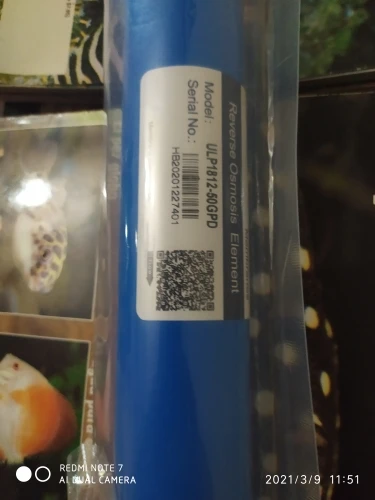 Reverse Osmosis Element
Model: ULP1812-50GPD
Serial No.:
HB20201227401
REDMI NOTE 7
AI DUAL CAMERA
2021/3/9 11:51